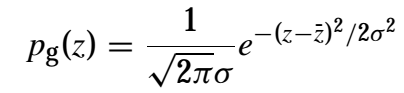 p_g(z) = \frac{1}{\sqrt{2\pi}\sigma} e^{-(z-\bar{z})^2/2\sigma^2}